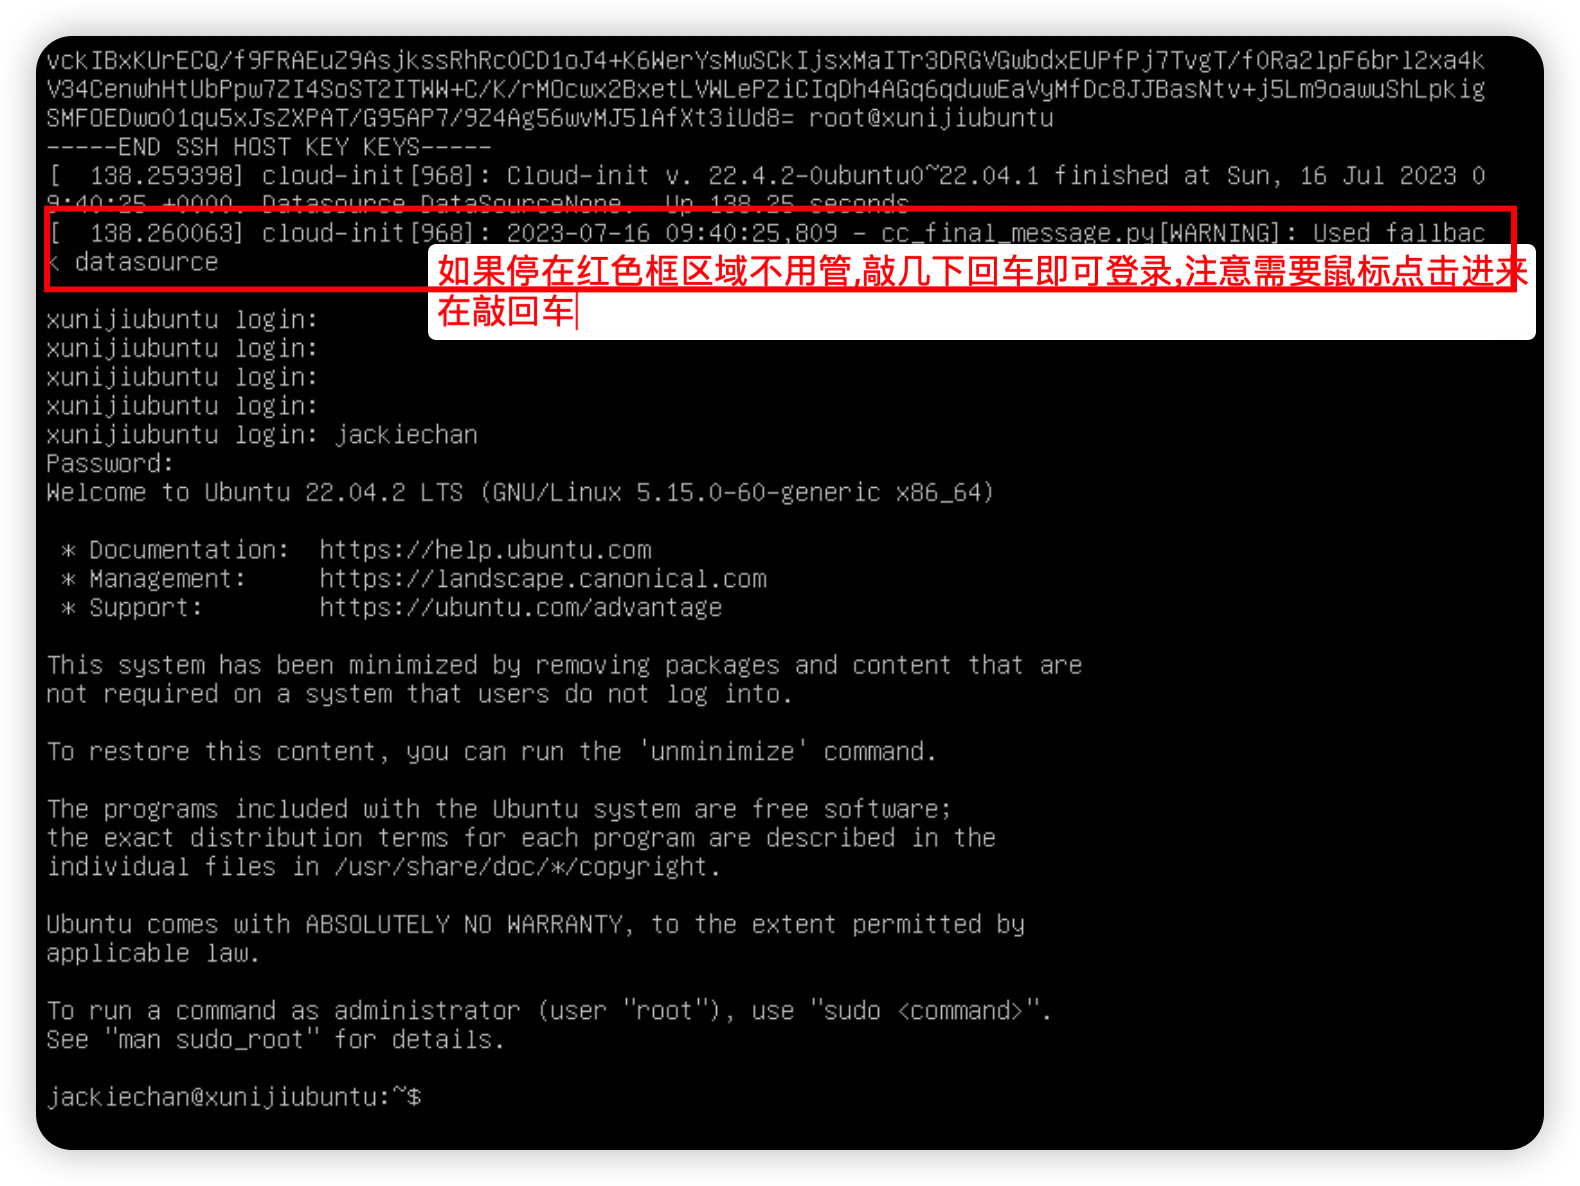 vckIBxKUrECQ/f9FRAEuZ9AsjkssRhRcOCD1oJ4+K6WerYsMwSCkIjsxMaITr3DRGVGwbdxEUPfPj7TvgT/fORa2lpF6brl2xa4k
V34CenwhHtUbPpw7ZI4SoST2ITWW+C/K/rMOcwx2BxetLVWLePZiCIqDh4AGq6qduwEaVyMfDc8JJBasNtv+j5Lm9oawuShLpkig
SMFOEDwoO1qu5xJsZXPAT/G95AP7/9Z4Ag56wvMJ5lAfXt3iUd8= root@xunijiubuntu
-----END SSH HOST KEY KEYS-----
[  138.259398] cloud-init[968]: Cloud-init v. 22.4.2-0ubuntu0~22.04.1 finished at Sun, 16 Jul 2023 0
9:40:25 +0000. Datasource DataSourceNone.  Up 138.25 seconds
[  138.260063] cloud-init[968]: 2023-07-16 09:40:25,809 - cc_final_message.py[WARNING]: Used fallbac
k datasource
如果停在红色框区域不用管,敲几下回车即可登录,注意需要鼠标点击进来
在敲回车
xunijiubuntu login:
xunijiubuntu login:
xunijiubuntu login:
xunijiubuntu login:
xunijiubuntu login: jackiechan
Password:
Welcome to Ubuntu 22.04.2 LTS (GNU/Linux 5.15.0-60-generic x86_64)
* Documentation:  https://help.ubuntu.com
* Management:     https://landscape.canonical.com
* Support:        https://ubuntu.com/advantage
This system has been minimized by removing packages and content that are
not required on a system that users do not log into.
To restore this content, you can run the 'unminimize' command.
The programs included with the Ubuntu system are free software;
the exact distribution terms for each program are described in the
individual files in /usr/share/doc/*/copyright.
Ubuntu comes with ABSOLUTELY NO WARRANTY, to the extent permitted by
applicable law.
To run a command as administrator (user "root"), use "sudo <command>".
See "man sudo_root" for details.
jackiechan@xunijiubuntu:~$